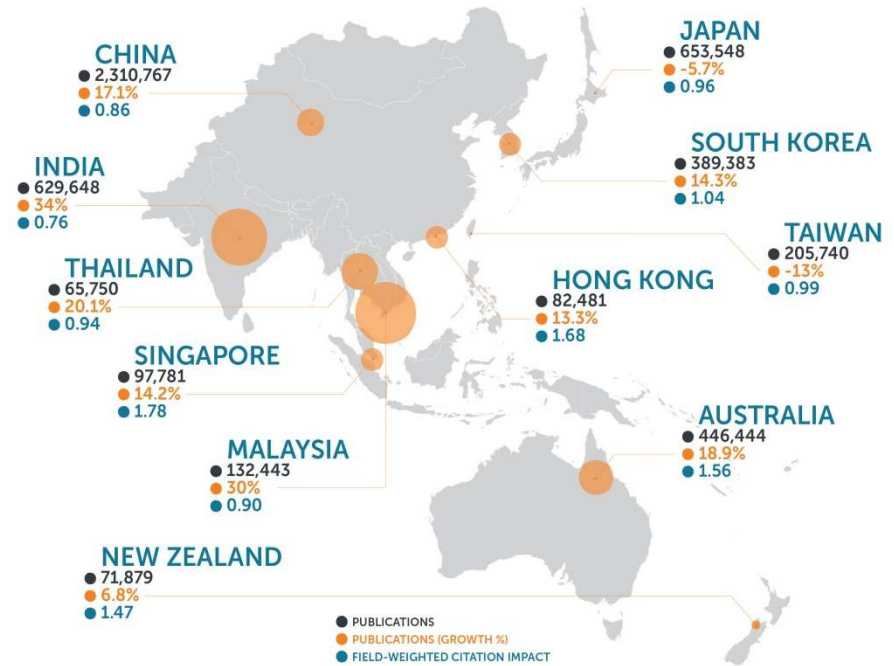 JAPAN
653,548
-5.7%
0.96
CHINA
2,310,767
17.1%
0.86
SOUTH KOREA
389,383
14.3%
1.04
INDIA
629,648
34%
0.76
TAIWAN
205,740
-13%
0.99
THAILAND
65,750
20.1%
0.94
HONG KONG
82,481
13.3%
1.68
SINGAPORE
97,781
14.2%
1.78
AUSTRALIA
446,444
18.9%
1.56
MALAYSIA
132,443
30%
0.90
NEW ZEALAND
71,879
6.8%
1.47
PUBLICATIONS
PUBLICATIONS (GROWTH %)
FIELD-WEIGHTED CITATION IMPACT